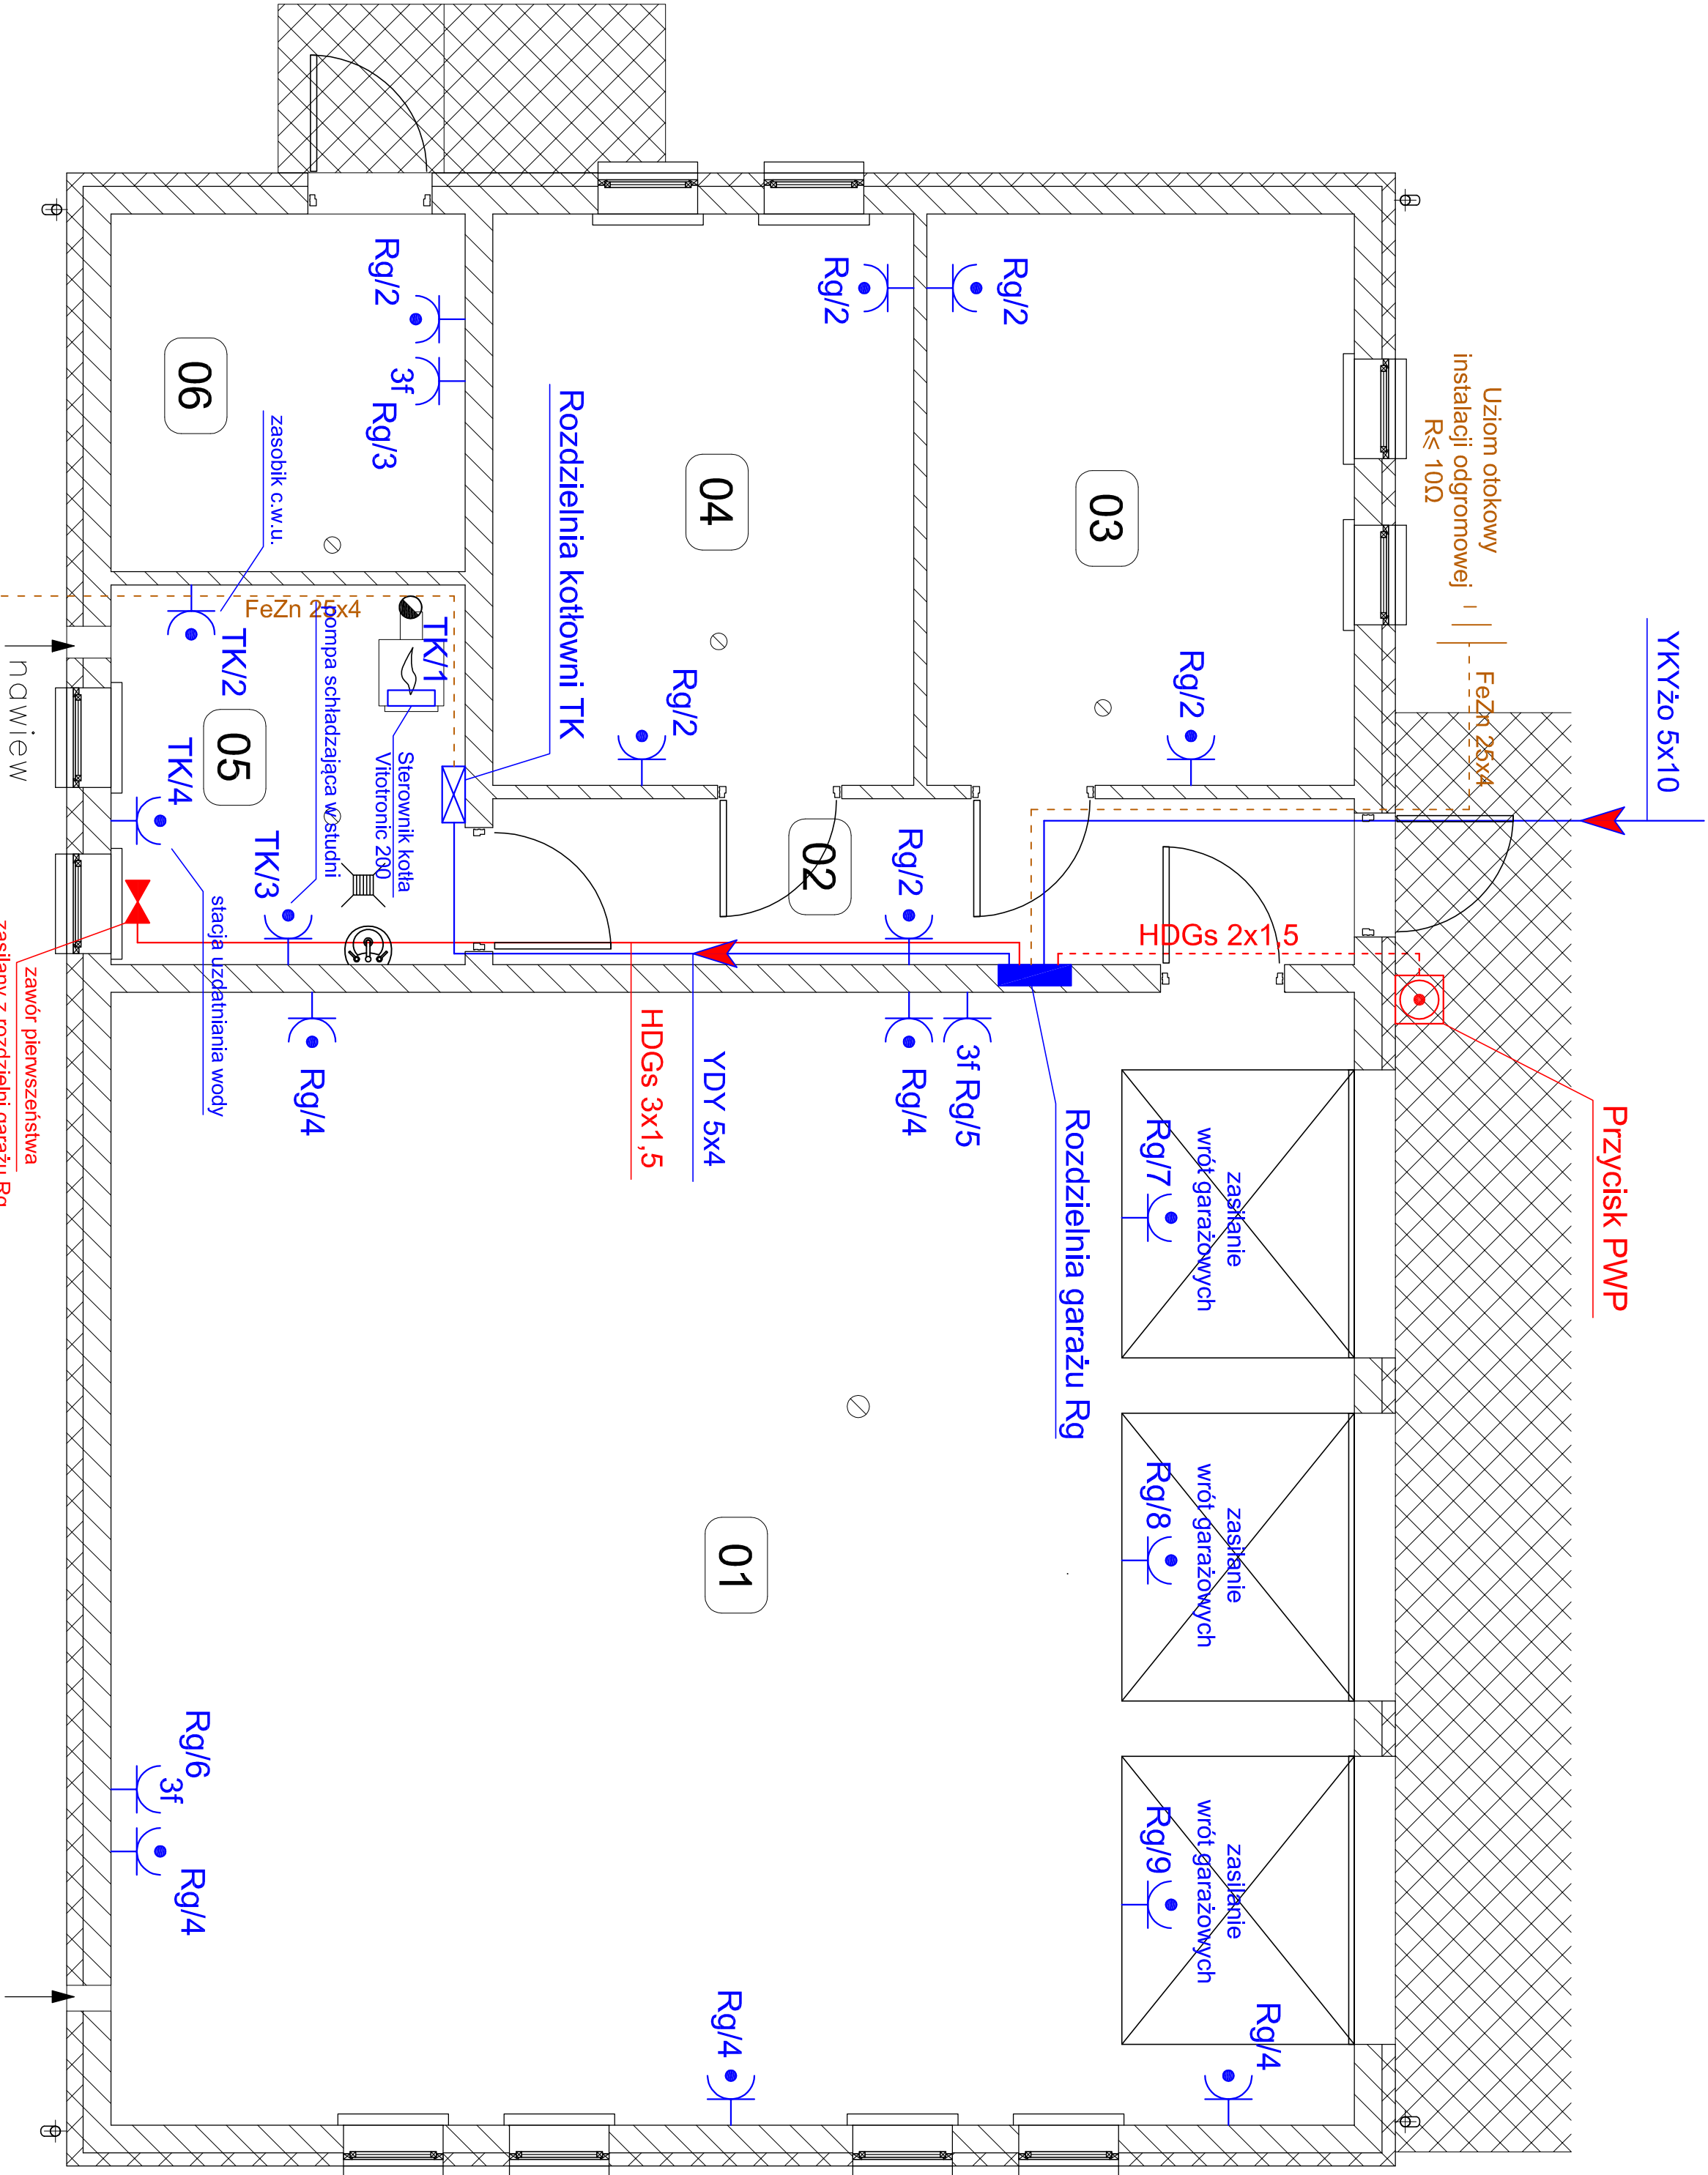 YKYżo 5x10
Uziom otokowy
instalacji odgromowej
R≤ 10Ω
FeZn 25x4
Przycisk PWP
HDGs 2x1,5
Rg/2
03
Rg/2
Rg/2
04
Rg/2
Rozdzielnia kotłowni TK
02
Rg/2
Rozdzielnia garażu Rg
zasilanie
wrót garażowych
Rg/7
zasilanie
wrót garażowych
Rg/8
zasilanie
wrót garażowych
Rg/9
Rg/4
3f Rg/5
Rg/4
YDY 5x4
HDGs 3x1,5
Rg/4
01
Rg/4
Rg/6
3f
Rg/4
Rg/2
3f
Rg/3
06
zasobik c.w.u.
FeZn 25x4
TK/1
pompa schładzająca w studni
Sterownik kotła
Vitotronic 200
TK/2
05
TK/4
TK/3
stacja uzdatniania wody
nawiew
zawór pierwszeństwa
zasilany z rozdzielni garażu Rg